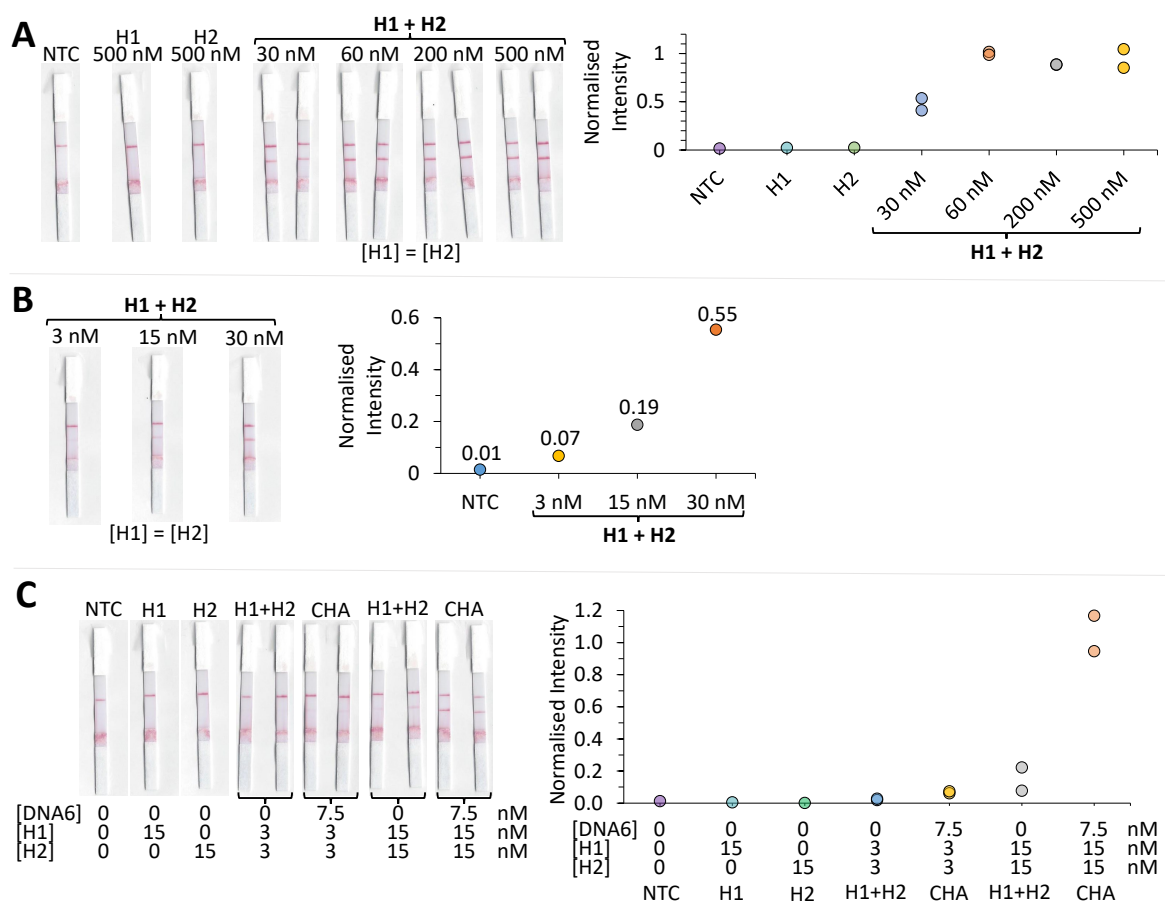 A
NTC
H1
500 nM
H2
500 nM
H1 + H2
30 nM
60 nM
200 nM
500 nM
[H1] = [H2]
Normalised
Intensity
1
0.5
0
NTC
H1
H2
30 nM
60 nM
200 nM
500 nM
H1 + H2
B
H1 + H2
3 nM
15 nM
30 nM
[H1] = [H2]
Normalised
Intensity
0.6
0.4
0.2
0
0.01
0.07
0.19
0.55
NTC
3 nM
15 nM
30 nM
H1 + H2
C
NTC H1 H2 H1+H2 CHA H1+H2 CHA
[DNA6] 0 0 0 0 7.5 0 7.5 nM
[H1] 0 15 0 3 3 15 15 nM
[H2] 0 0 15 3 3 15 15 nM
Normalised Intensity
1.2
1.0
0.8
0.6
0.4
0.2
0.0
[DNA6] 0 0 0 0 7.5 0 7.5 nM
[H1] 0 15 0 3 3 15 15 nM
[H2] 0 0 15 3 3 15 15 nM
NTC H1 H2 H1+H2 CHA H1+H2 CHA